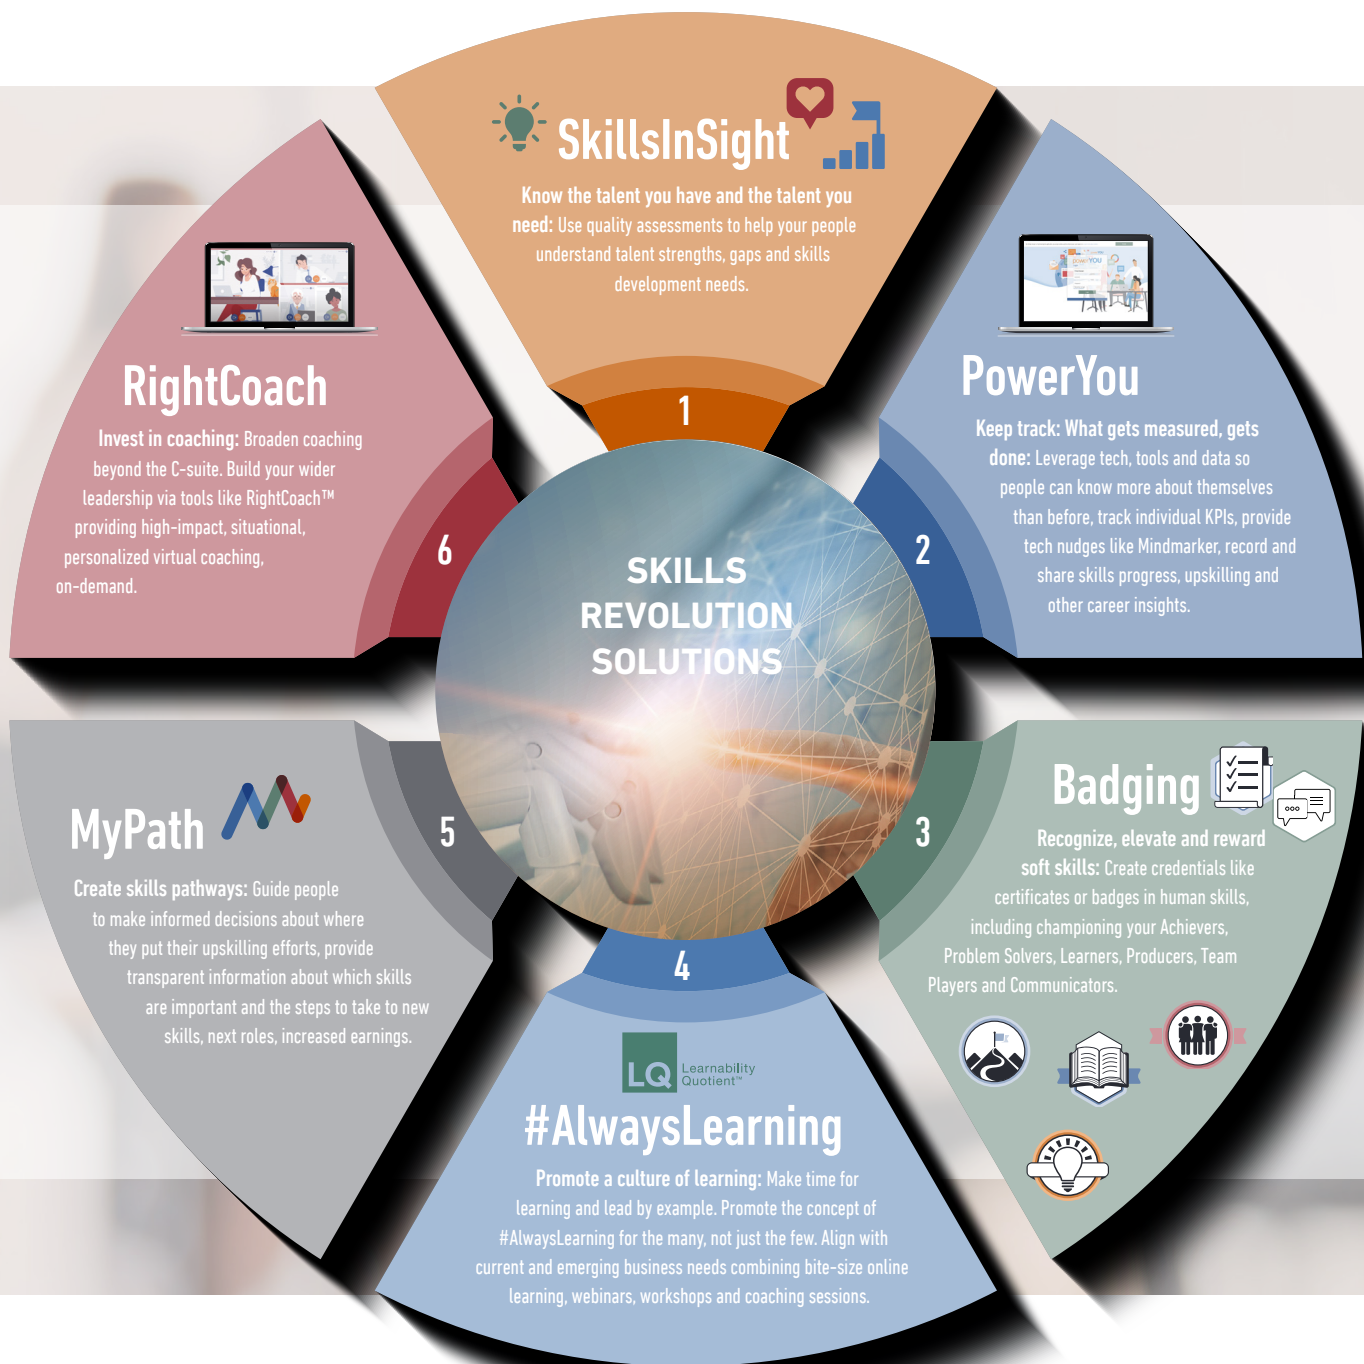 SkillsInSight
Know the talent you have and the talent you
need: Use quality assessments to help your people
understand talent strengths, gaps and skills
development needs.
1
PowerYou
Keep track: What gets measured, gets
done: Leverage tech, tools and data so
people can know more about themselves
than before, track individual KPIs, provide
tech nudges like Mindmarker, record and
share skills progress, upskilling and
other career insights.
2
Badging
Recognize, elevate and reward
soft skills: Create credentials like
certificates or badges in human skills,
including championing your Achievers,
Problem Solvers, Learners, Producers, Team
Players and Communicators.
3
4
LQ Learnability
Quotient™
#AlwaysLearning
Promote a culture of learning: Make time for
learning and lead by example. Promote the concept of
#AlwaysLearning for the many, not just the few. Align with
current and emerging business needs combining bite-size online
learning, webinars, workshops and coaching sessions.
5
MyPath
Create skills pathways: Guide people
to make informed decisions about where
they put their upskilling efforts, provide
transparent information about which skills
are important and the steps to take to new
skills, next roles, increased earnings.
6
RightCoach
Invest in coaching: Broaden coaching
beyond the C-suite. Build your wider
leadership via tools like RightCoach™
providing high-impact, situational,
personalized virtual coaching,
on-demand.
SKILLS
REVOLUTION
SOLUTIONS